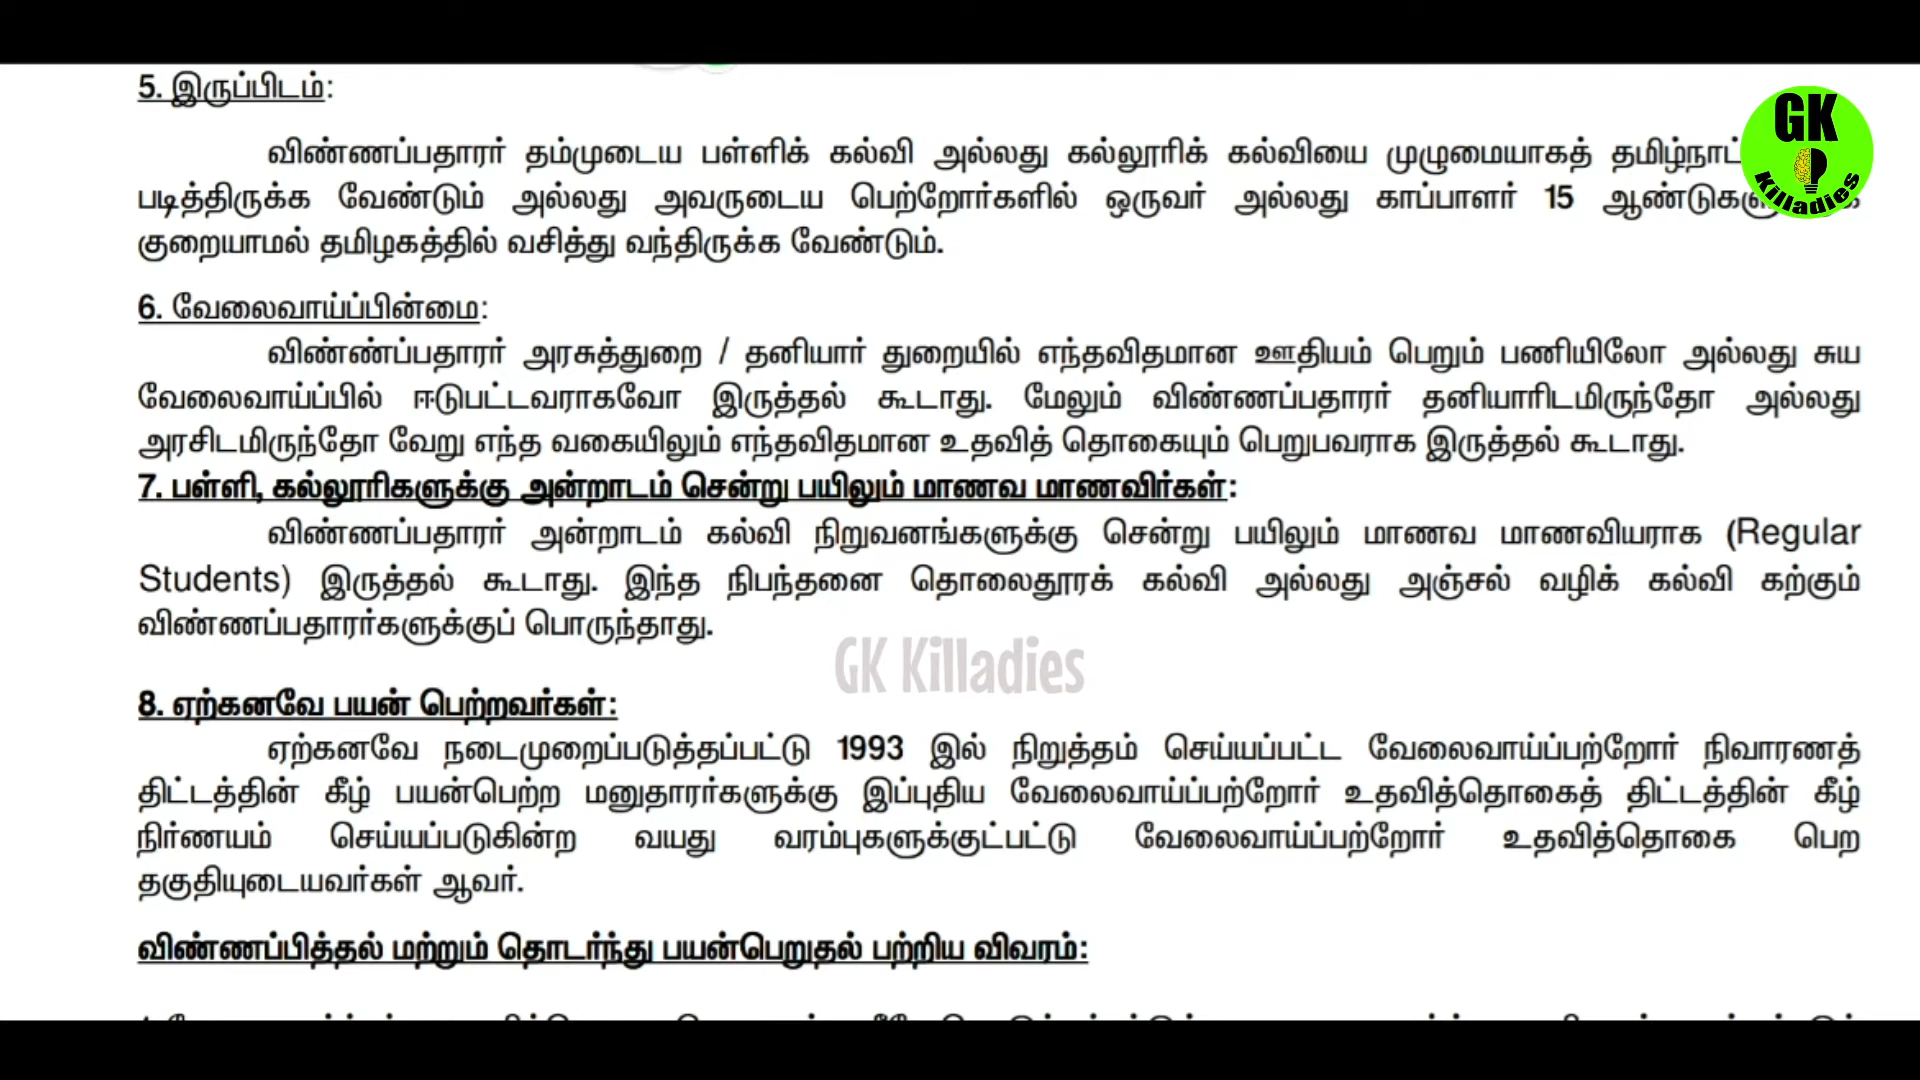 5. இருப்பிடம்:
GK
Killadies
விண்ணப்பதாரர் தம்முடைய பள்ளிக் கல்வி அல்லது கல்லூரிக் கல்வியை முழுமையாகத்
படித்திருக்க வேண்டும் அல்லது அவருடைய பெற்றோர்களில் ஒருவர் அல்லது காப்பாளர் 15
குறையாமல் தமிழகத்தில் வசித்து வந்திருக்க வேண்டும்.
6. வேலைவாய்ப்பின்மை:
விண்ண்ப்பதாரர் அரசுத்துறை / தனியார் துறையில் எந்தவிதமான ஊதியம் பெறும் பணியிலோ அல்லது சுய
வேலைவாய்ப்பில் ஈடுபட்டவராகவோ இருத்தல் கூடாது. மேலும் விண்ணப்பதாரர் தனியாரிடமிருந்தோ அல்லது
அரசிடமிருந்தோ வேறு எந்த வகையிலும் எந்தவிதமான உதவித் தொகையும் பெறுபவராக இருத்தல் கூடாது.
7. பள்ளி, கல்லூரிகளுக்கு அன்றாடம் சென்று பயிலும் மாணவ மாணவிர்கள்:
விண்ணப்பதாரர் அன்றாடம் கல்வி நிறுவனங்களுக்கு சென்று பயிலும் மாணவ மாணவியராக (Regular
Students) இருத்தல் கூடாது. இந்த நிபந்தனை தொலைதூரக் கல்வி அல்லது அஞ்சல் வழிக் கல்வி கற்கும்
விண்ணப்பதாரர்களுக்குப் பொருந்தாது.
GK Killadies
8. ஏற்கனவே பயன் பெற்றவர்கள்:
ஏற்கனவே நடைமுறைப்படுத்தப்பட்டு 1993 இல் நிறுத்தம் செய்யப்பட்ட வேலைவாய்ப்பற்றோர் நிவாரணத்
திட்டத்தின் கீழ் பயன்பெற்ற மனுதாரர்களுக்கு இப்புதிய வேலைவாய்ப்பற்றோர் உதவித்தொகைத் திட்டத்தின் கீழ்
நிர்ணயம் செய்யப்படுகின்ற வயது வரம்புகளுக்குட்பட்டு வேலைவாய்ப்பற்றோர் உதவித்தொகை பெற
தகுதியுடையவர்கள் ஆவர்.
விண்ணப்பித்தல் மற்றும் தொடர்ந்து பயன்பெறுதல் பற்றிய விவரம்: